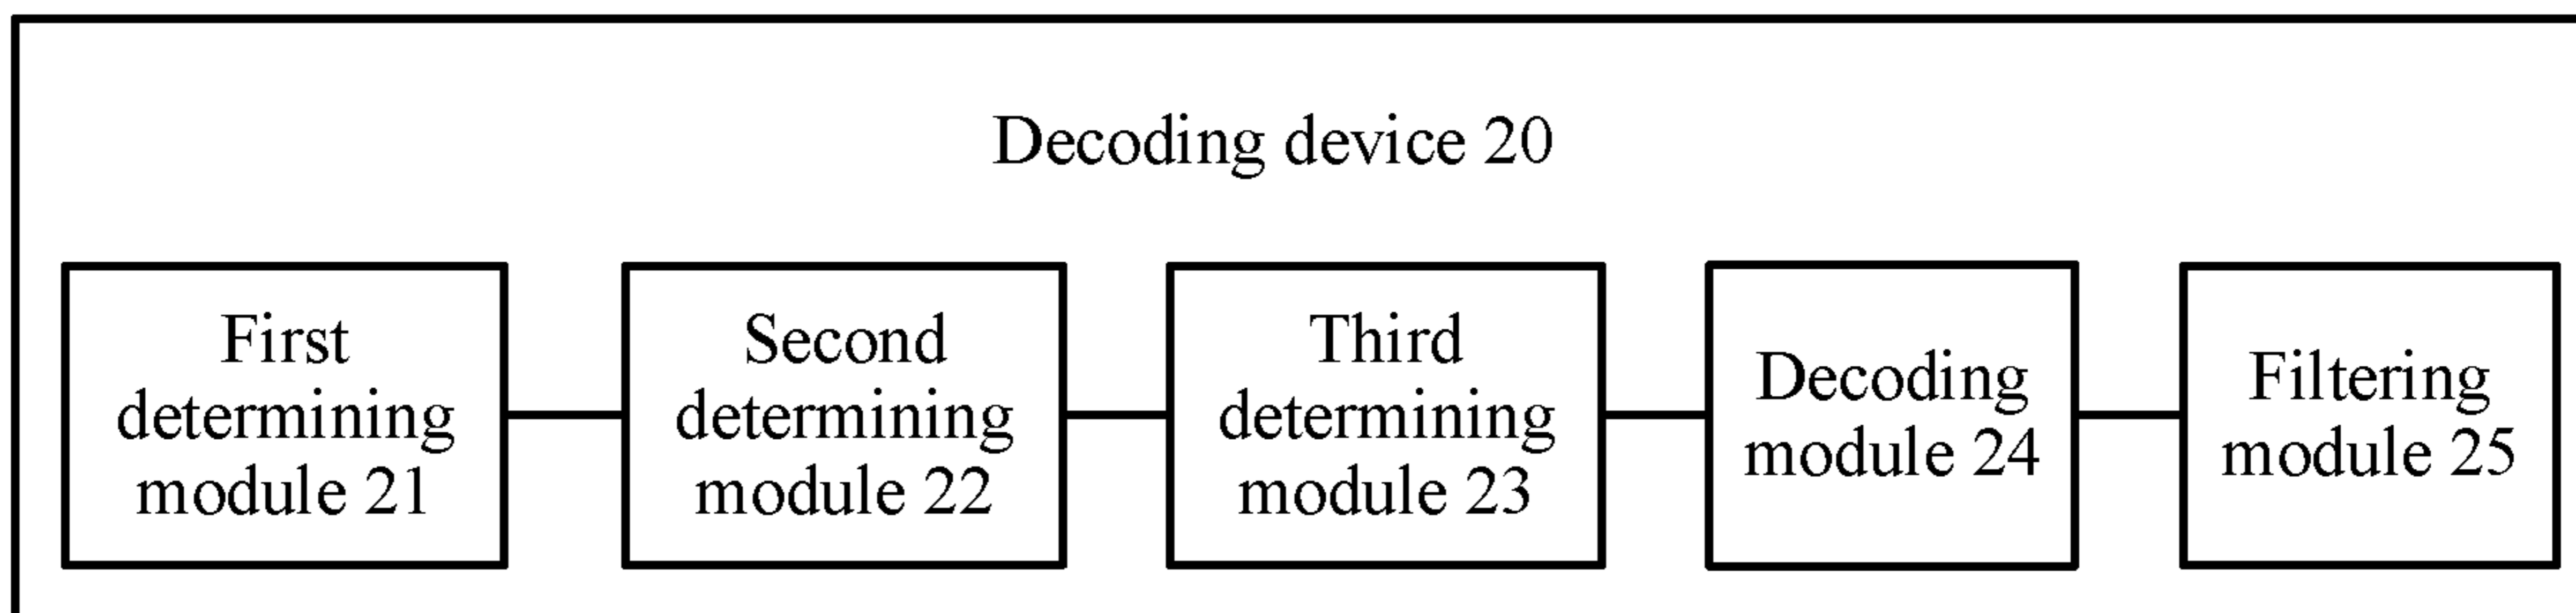 Decoding device 20
First
determining
module 21
Second
determining
module 22
Third
determining
module 23
Decoding
module 24
Filtering
module 25